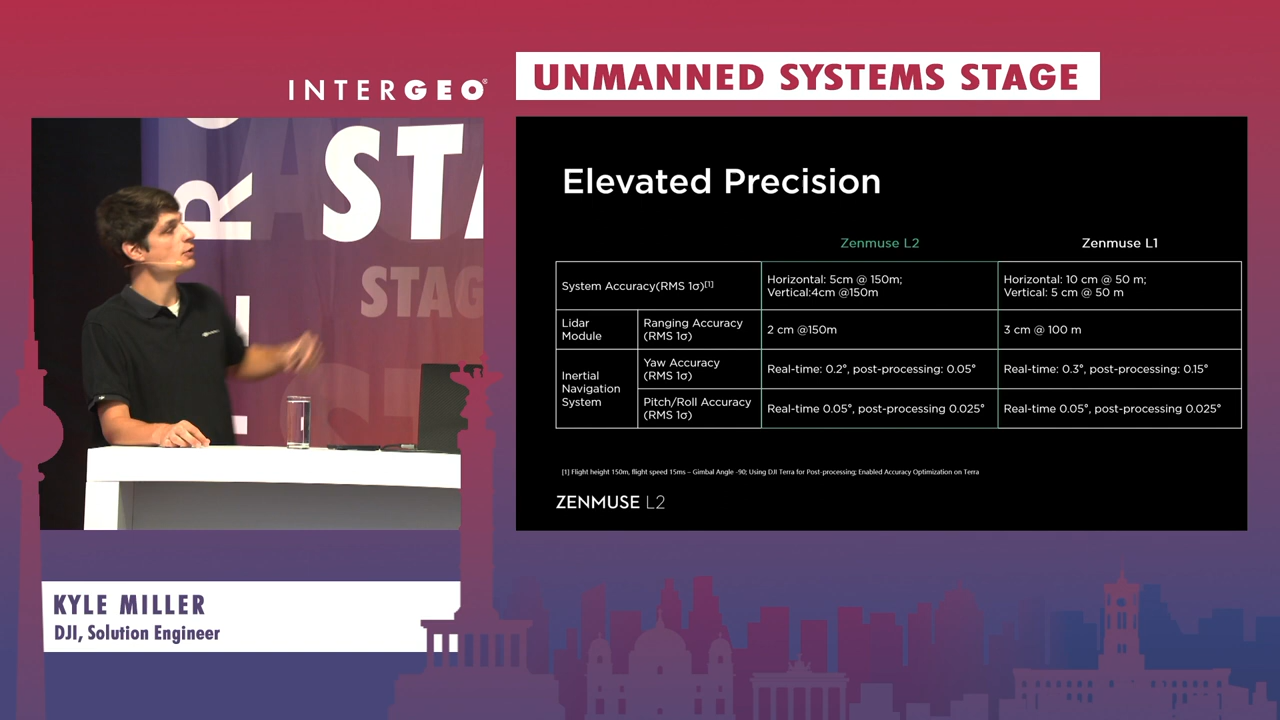 INTERGEO®
UNMANNED SYSTEMS STAGE
STA
STAG
Elevated Precision
Zenmuse L2
Zenmuse L1
System Accuracy(RMS 1σ)[1]
Horizontal: 5cm @ 150m;
Vertical:4cm @150m
Horizontal: 10 cm @ 50 m;
Vertical: 5 cm @ 50 m
Lidar
Module
Ranging Accuracy
(RMS 1σ)
2 cm @150m
3 cm @ 100 m
Inertial
Navigation
System
Yaw Accuracy
(RMS 1σ)
Real-time: 0.2°, post-processing: 0.05°
Real-time: 0.3°, post-processing: 0.15°
Pitch/Roll Accuracy
(RMS 1σ)
Real-time 0.05°, post-processing 0.025°
Real-time 0.05°, post-processing 0.025°
[1] Flight height 150m, flight speed 15ms – Gimbal Angle -90; Using DJI Terra for Post-processing; Enabled Accuracy Optimization on Terra
ZENMUSE L2
KYLE MILLER
DJI, Solution Engineer